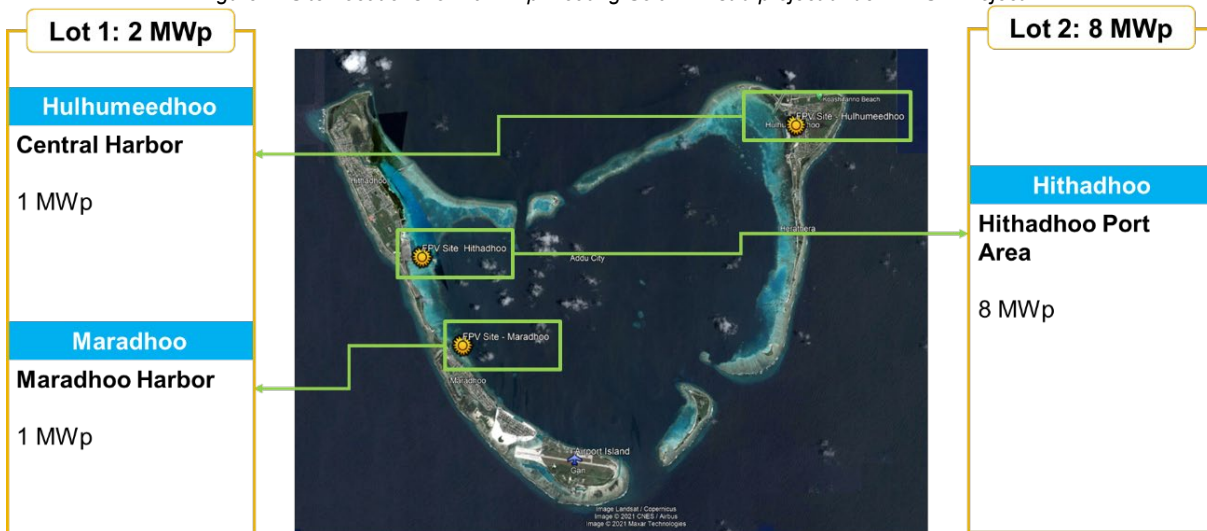 Lot 1: 2 MWp
Hulhumeedhoo
Central Harbor
1 MWp
Maradhoo
Maradhoo Harbor
1 MWp
FPV Site - Hulhumeedhoo
Hithadhoo
FPV Site Hithadhoo
Addu City
Herathera
FPV Site - Maradhoo
Maradhoo
Airport Island
Gan
Image Landsat / Copernicus
Image © 2021 CNES / Airbus
Image © 2021 Maxar Technologies
Lot 2: 8 MWp
Hithadhoo
Hithadhoo Port
Area
8 MWp